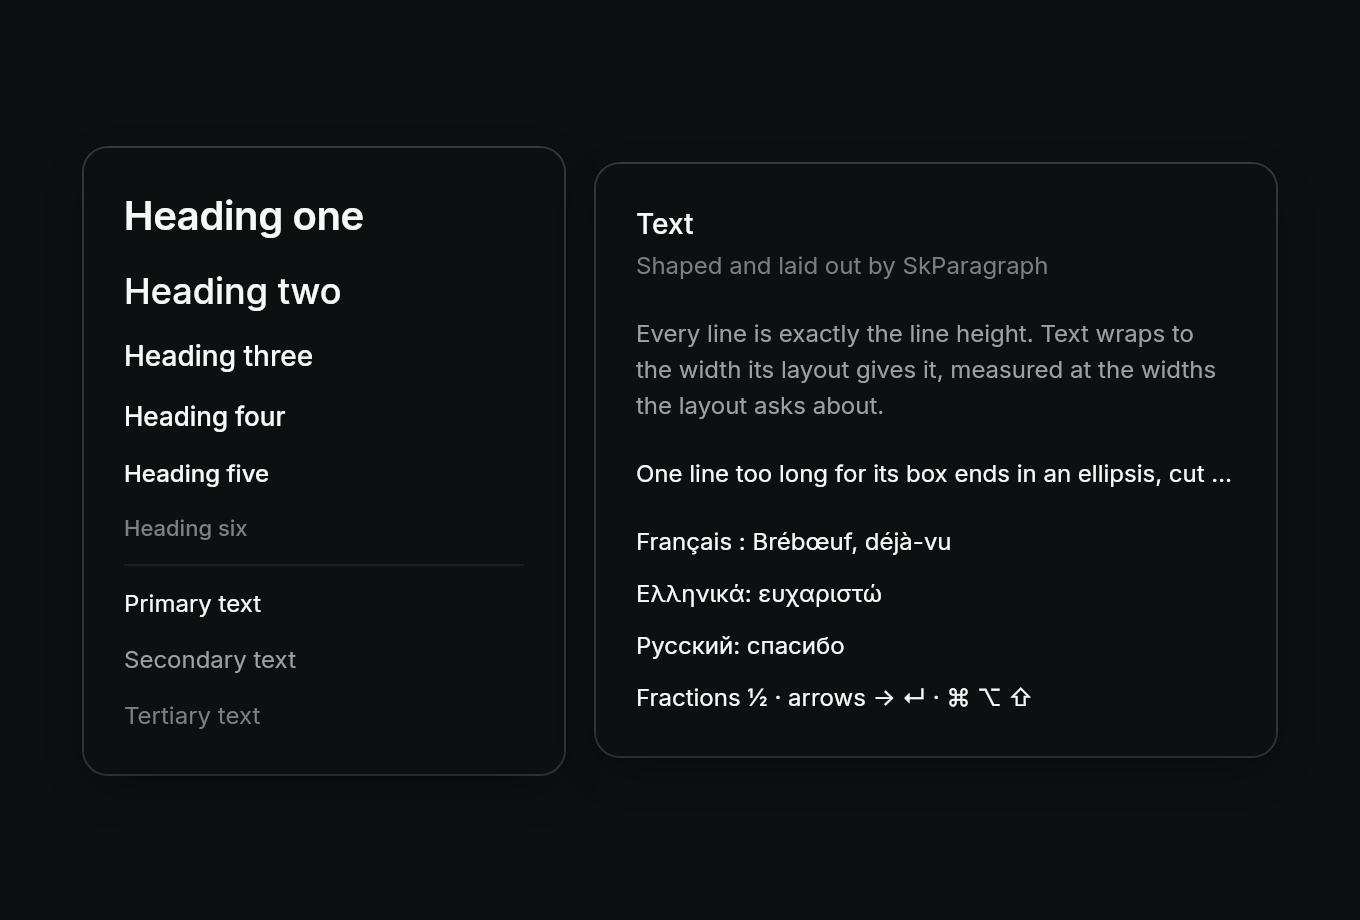 Heading one
Heading two
Heading three
Heading four
Heading five
Heading six
Primary text
Secondary text
Tertiary text
Text
Shaped and laid out by SkParagraph
Every line is exactly the line height. Text wraps to
the width its layout gives it, measured at the widths
the layout asks about.
One line too long for its box ends in an ellipsis, cut …
Français : Brébœuf, déjà-vu
Ελληνικά: ευχαριστώ
Русский: спасибо
Fractions ½ · arrows → ↵ · ⌘ ⌥ ⇧